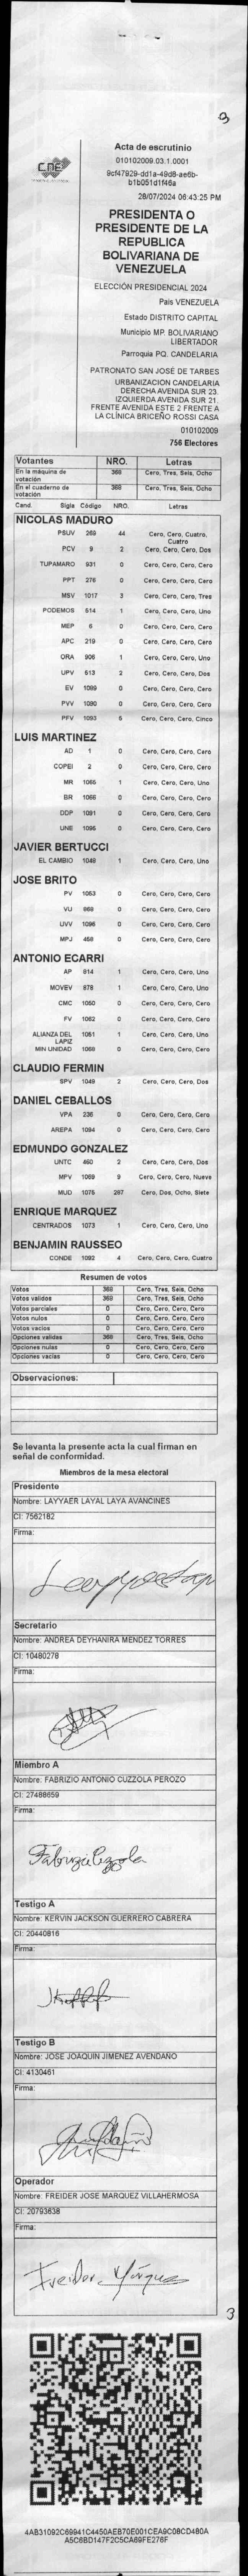 3
CNE
Acta de escrutinio
010102009.03.1.0001
9cf47929-dd1a-49d8-ae6b-
b1b051d1f46a
28/07/2024 06:43:25 PM
PRESIDENTA O
PRESIDENTE DE LA
REPUBLICA
BOLIVARIANA DE
VENEZUELA
ELECCIÓN PRESIDENCIAL 2024
País VENEZUELA
Estado DISTRITO CAPITAL
Municipio MP. BOLIVARIANO
LIBERTADOR
Parroquia PQ. CANDELARIA
PATRONATO SAN JOSÉ DE TARBES
URBANIZACION CANDELARIA
DERECHA AVENIDA SUR 23.
IZQUIERDA AVENIDA SUR 21.
FRENTE AVENIDA ESTE 2 FRENTE A
LA CLÍNICA BRICEÑO ROSSI CASA
010102009
756 Electores
Votantes NRO. Letras
En la máquina de votación 368 Cero, Tres, Seis, Ocho
En el cuaderno de votación 368 Cero, Tres, Seis, Ocho
Cand. Sigla Código NRO. Letras
NICOLAS MADURO
PSUV 269 44 Cero, Cero, Cuatro, Cuatro
PCV 9 2 Cero, Cero, Cero, Dos
TUPAMARO 931 0 Cero, Cero, Cero, Cero
PPT 276 0 Cero, Cero, Cero, Cero
MSV 1017 3 Cero, Cero, Cero, Tres
PODEMOS 514 1 Cero, Cero, Cero, Uno
MEP 6 0 Cero, Cero, Cero, Cero
APC 219 0 Cero, Cero, Cero, Cero
ORA 906 1 Cero, Cero, Cero, Uno
UPV 613 2 Cero, Cero, Cero, Dos
EV 1089 0 Cero, Cero, Cero, Cero
PVV 1090 0 Cero, Cero, Cero, Cero
PFV 1093 5 Cero, Cero, Cero, Cinco
LUIS MARTINEZ
AD 1 0 Cero, Cero, Cero, Cero
COPEI 2 0 Cero, Cero, Cero, Cero
MR 1065 1 Cero, Cero, Cero, Uno
BR 1066 0 Cero, Cero, Cero, Cero
DDP 1091 0 Cero, Cero, Cero, Cero
UNE 1095 0 Cero, Cero, Cero, Cero
JAVIER BERTUCCI
EL CAMBIO 1048 1 Cero, Cero, Cero, Uno
JOSE BRITO
PV 1053 0 Cero, Cero, Cero, Cero
VU 868 0 Cero, Cero, Cero, Cero
UVV 1096 0 Cero, Cero, Cero, Cero
MPJ 458 0 Cero, Cero, Cero, Cero
ANTONIO ECARRI
AP 814 1 Cero, Cero, Cero, Uno
MOVEV 878 1 Cero, Cero, Cero, Uno
CMC 1050 0 Cero, Cero, Cero, Cero
FV 1062 0 Cero, Cero, Cero, Cero
ALIANZA DEL LAPIZ 1051 1 Cero, Cero, Cero, Uno
MIN UNIDAD 1069 0 Cero, Cero, Cero, Cero
CLAUDIO FERMIN
SPV 1049 2 Cero, Cero, Cero, Dos
DANIEL CEBALLOS
VPA 236 0 Cero, Cero, Cero, Cero
AREPA 1094 0 Cero, Cero, Cero, Cero
EDMUNDO GONZALEZ
UNTC 460 2 Cero, Cero, Cero, Dos
MPV 1069 9 Cero, Cero, Cero, Nueve
MUD 1075 287 Cero, Dos, Ocho, Siete
ENRIQUE MARQUEZ
CENTRADOS 1073 1 Cero, Cero, Cero, Uno
BENJAMIN RAUSSEO
CONDE 1092 4 Cero, Cero, Cero, Cuatro
Resumen de votos
Votos 368 Cero, Tres, Seis, Ocho
Votos validos 368 Cero, Tres, Seis, Ocho
Votos parciales 0 Cero, Cero, Cero, Cero
Votos nulos 0 Cero, Cero, Cero, Cero
Votos vacios 0 Cero, Cero, Cero, Cero
Opciones validas 368 Cero, Tres, Seis, Ocho
Opciones nulas 0 Cero, Cero, Cero, Cero
Opciones vacias 0 Cero, Cero, Cero, Cero
Observaciones:
Se levanta la presente acta la cual firman en
señal de conformidad.
Miembros de la mesa electoral
Presidente
Nombre: LAYYAER LAYAL LAYA AVANCINES
CI: 7562182
Firma:
Secretario
Nombre: ANDREA DEYHANIRA MENDEZ TORRES
CI: 10480278
Firma:
Miembro A
Nombre: FABRIZIO ANTONIO CUZZOLA PEROZO
CI: 27488659
Firma:
Testigo A
Nombre: KERVIN JACKSON GUERRERO CABRERA
CI: 20440816
Firma:
Testigo B
Nombre: JOSE JOAQUIN JIMENEZ AVENDAÑO
CI: 4130461
Firma:
Operador
Nombre: FREIDER JOSE MARQUEZ VILLAHERMOSA
CI: 20793638
Firma:
Freider Márquez
3
4AB31092C69941C4450AEB70E001CEA9C08CD480A
A5C6BD147F2C5CA69FE276F